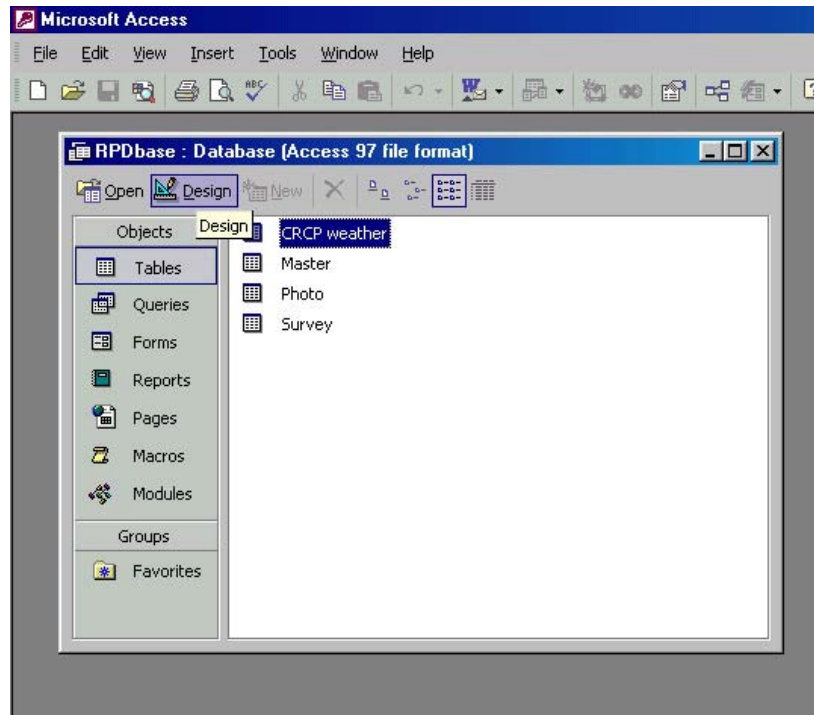 Microsoft Access
File Edit View Insert Tools Window Help
ABC
RPDbase : Database (Access 97 file format)
Open Design New
Design
Objects
Tables
Queries
Forms
Reports
Pages
Macros
Modules
Groups
Favorites
CRCP weather
Master
Photo
Survey